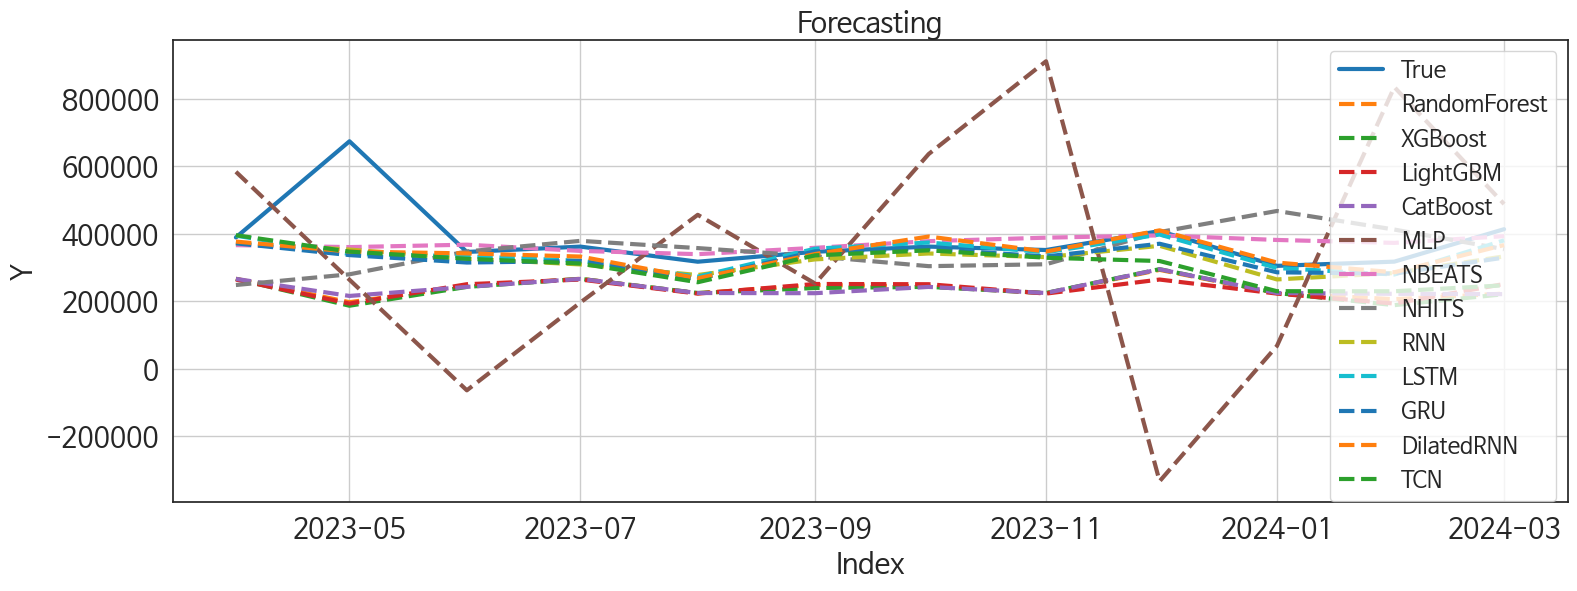 Forecasting
Y
800000
600000
400000
200000
0
−200000
2023−05
2023−07
2023−09
2023−11
2024−01
2024−03
Index
True
RandomForest
XGBoost
LightGBM
CatBoost
MLP
NBEATS
NHITS
RNN
LSTM
GRU
DilatedRNN
TCN